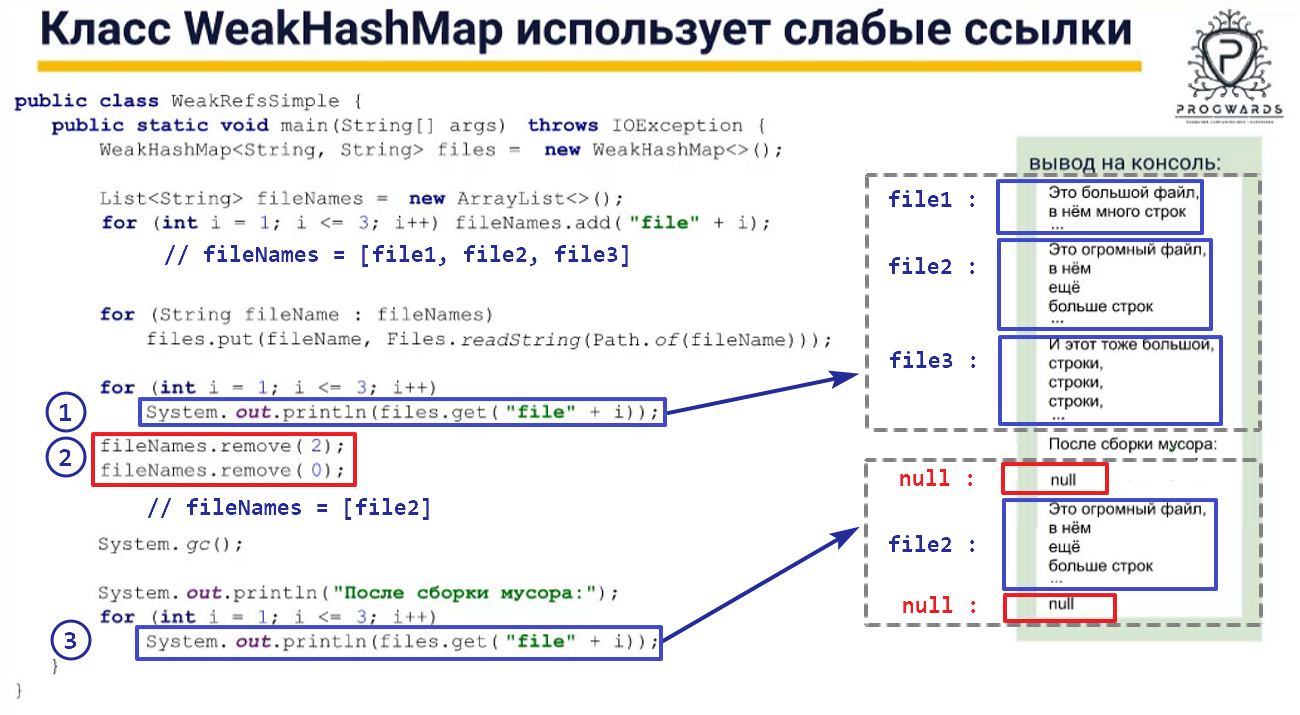 Класс WeakHashMap использует слабые ссылки
PROGWARDS
public class WeakRefsSimple {
public static void main(String[] args) throws IOException {
WeakHashMap<String, String> files = new WeakHashMap<>();
List<String> fileNames = new ArrayList<>();
for (int i = 1; i <= 3; i++) fileNames.add( "file" + i);
// fileNames = [file1, file2, file3]
for (String fileName : fileNames)
files.put(fileName, Files.readString(Path.of(fileName)));
for (int i = 1; i <= 3; i++)
1 System. out.println(files.get( "file" + i));
2 fileNames.remove( 2);
fileNames.remove( 0);
// fileNames = [file2]
System. gc();
System. out.println("После сборки мусора:");
for (int i = 1; i <= 3; i++)
3 System. out.println(files.get( "file" + i));
}
}
вывод на консоль:
file1 : Это большой файл,
в нём много строк
...
file2 : Это огромный файл,
в нём
ещё
больше строк
...
file3 : И этот тоже большой,
строки,
строки,
строки,
...
После сборки мусора:
null : null
file2 : Это огромный файл,
в нём
ещё
больше строк
...
null : null